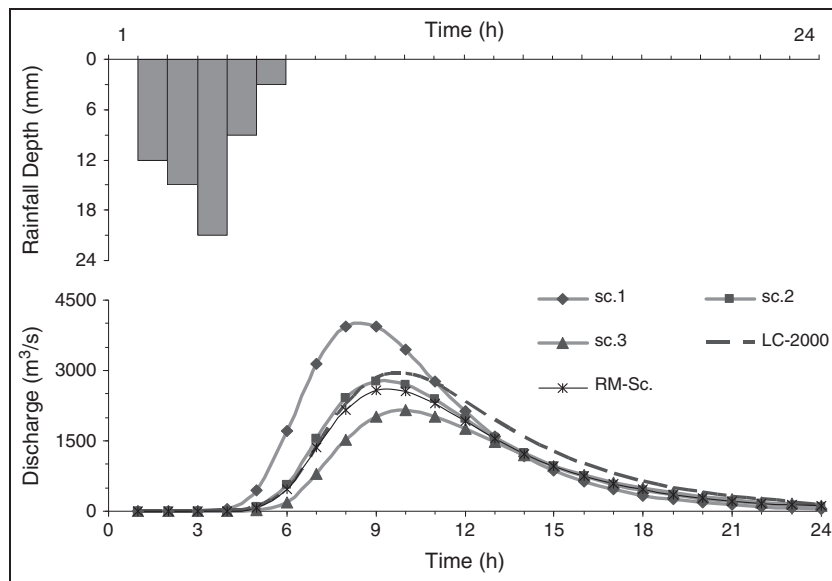 1 Time (h) 24
Rainfall Depth (mm)
0
6
12
18
24
Discharge (m³/s)
4500
3000
1500
0
sc.1 sc.2
sc.3 LC-2000
RM-Sc.
0 3 6 9 12 15 18 21 24
Time (h)